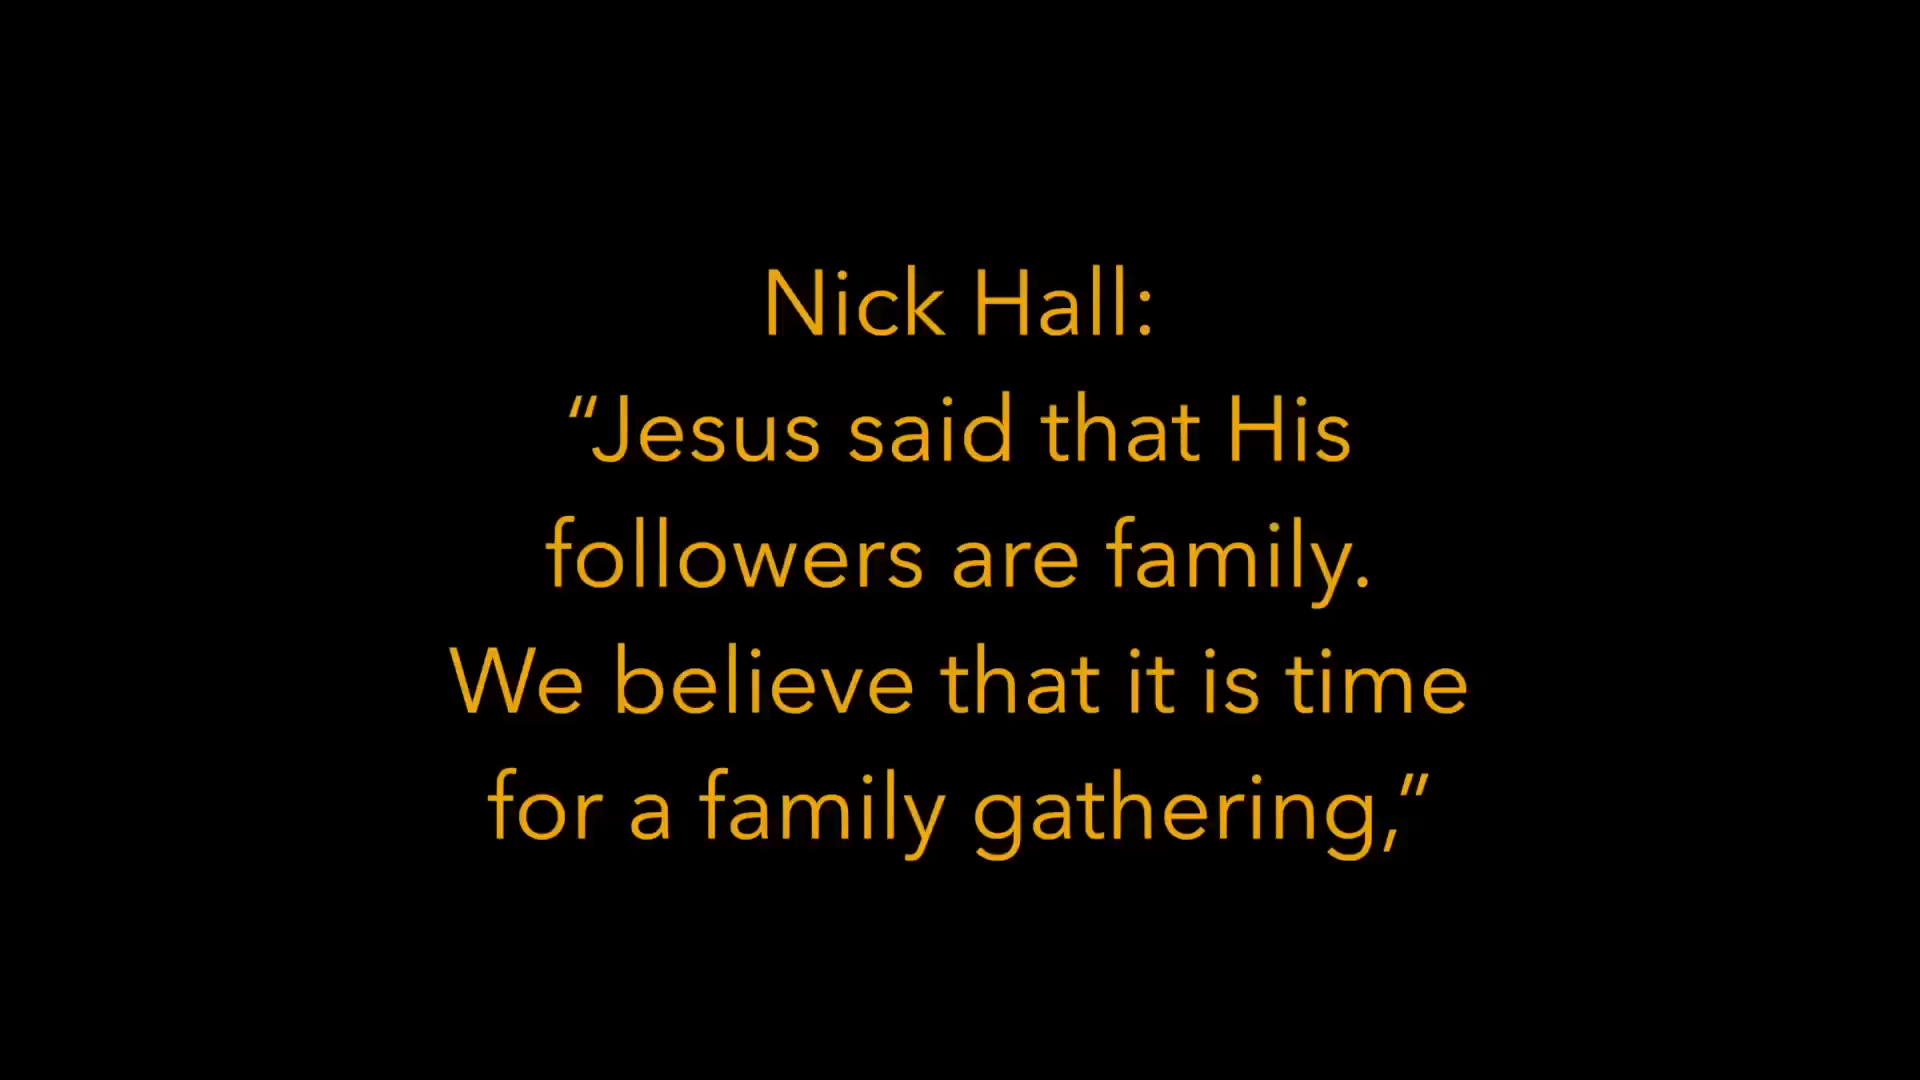 Nick Hall:
“Jesus said that His
followers are family.
We believe that it is time
for a family gathering,”